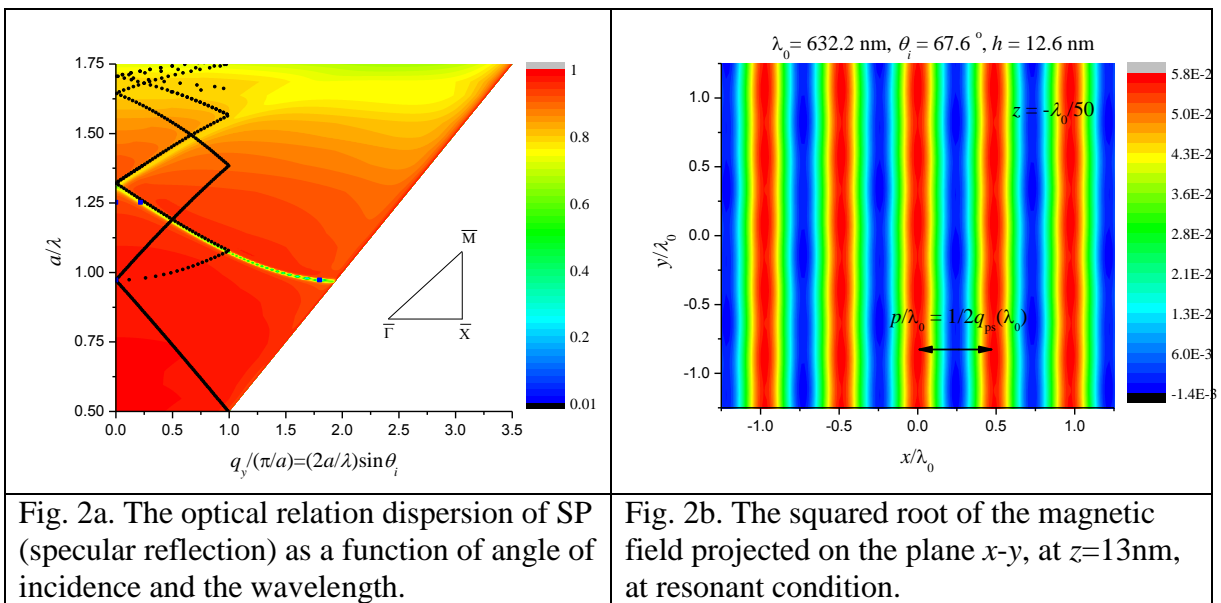 1.75
1.50
1.25
1.00
0.75
0.50
a/λ
0.0 0.5 1.0 1.5 2.0 2.5 3.0 3.5
q_y/(π/a)=(2a/λ)sinθ_i
M̅
Γ̅ X̅
1
0.8
0.6
0.4
0.2
0.01
λ_0= 632.2 nm, θ_i = 67.6 °, h = 12.6 nm
z = -λ_0/50
p/λ_0 = 1/2q_ps(λ_0)
1.0
0.5
0.0
-0.5
-1.0
y/λ_0
-1.0 -0.5 0.0 0.5 1.0
x/λ_0
5.8E-2
5.0E-2
4.3E-2
3.6E-2
2.8E-2
2.1E-2
1.3E-2
6.0E-3
-1.4E-3
Fig. 2a. The optical relation dispersion of SP
(specular reflection) as a function of angle of
incidence and the wavelength.
Fig. 2b. The squared root of the magnetic
field projected on the plane x-y, at z=13nm,
at resonant condition.